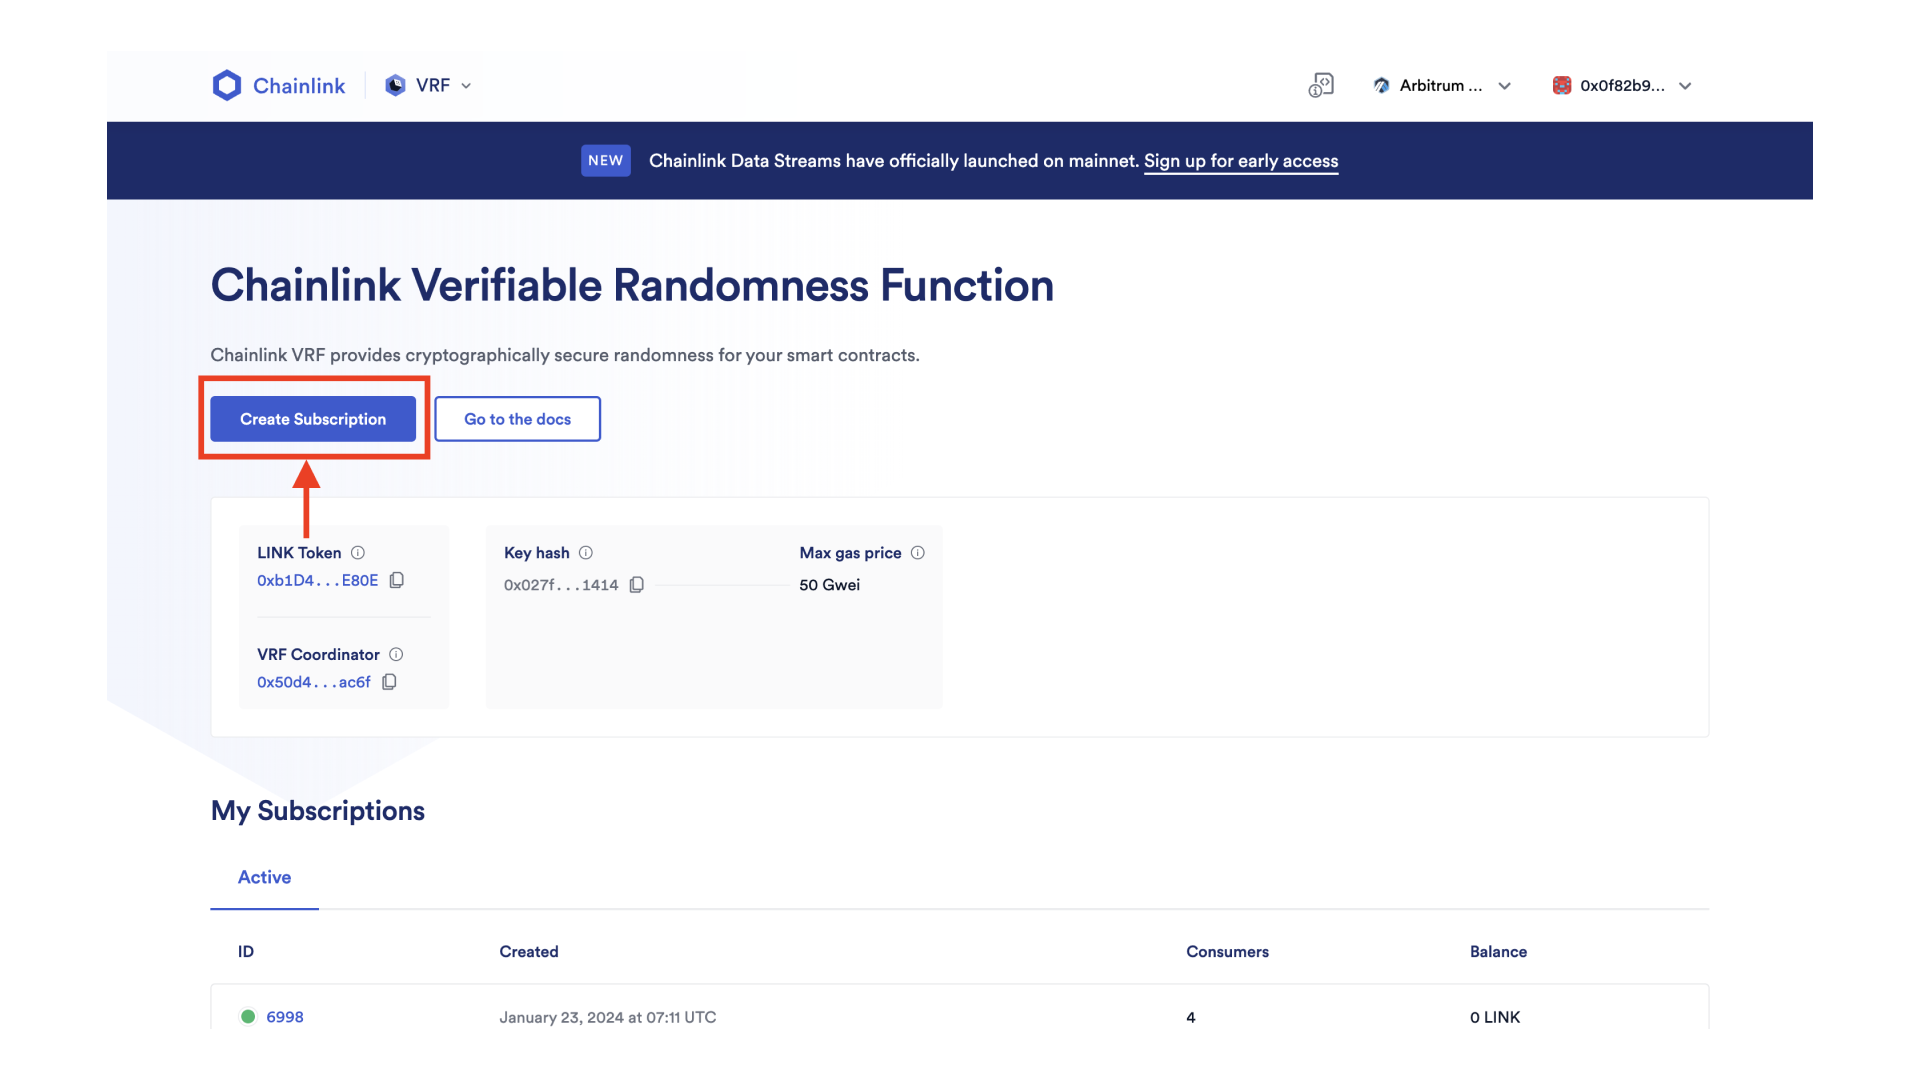 Chainlink VRF Arbitrum ... 0x0f82b9...
NEW Chainlink Data Streams have officially launched on mainnet. Sign up for early access
Chainlink Verifiable Randomness Function
Chainlink VRF provides cryptographically secure randomness for your smart contracts.
Create Subscription Go to the docs
LINK Token Key hash Max gas price
0xb1D4...E80E 0x027f...1414 50 Gwei
VRF Coordinator
0x50d4...ac6f
My Subscriptions
Active
ID Created Consumers Balance
6998 January 23, 2024 at 07:11 UTC 4 0 LINK